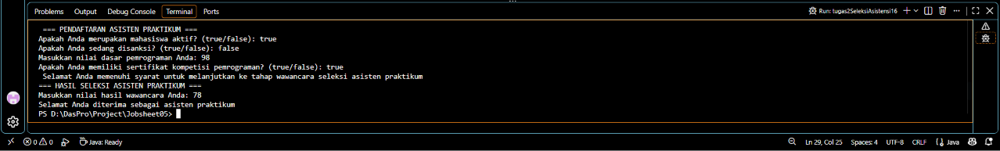 Problems Output Debug Console Terminal Ports Run: tugas2SeleksiAsistensi16
=== PENDAFTARAN ASISTEN PRAKTIKUM ===
Apakah Anda merupakan mahasiswa aktif? (true/false): true
Apakah Anda sedang disanksi? (true/false): false
Masukkan nilai dasar pemrograman Anda: 98
Apakah Anda memiliki sertifikat kompetisi pemrograman? (true/false): true
Selamat Anda memenuhi syarat untuk melanjutkan ke tahap wawancara seleksi asisten praktikum
=== HASIL SELEKSI ASISTEN PRAKTIKUM ===
Masukkan nilai hasil wawancara Anda: 78
Selamat Anda diterima sebagai asisten praktikum
PS D:\DasPro\Project\Jobsheet05>
0 0 Java: Ready Ln 29, Col 25 Spaces: 4 UTF-8 CRLF Java